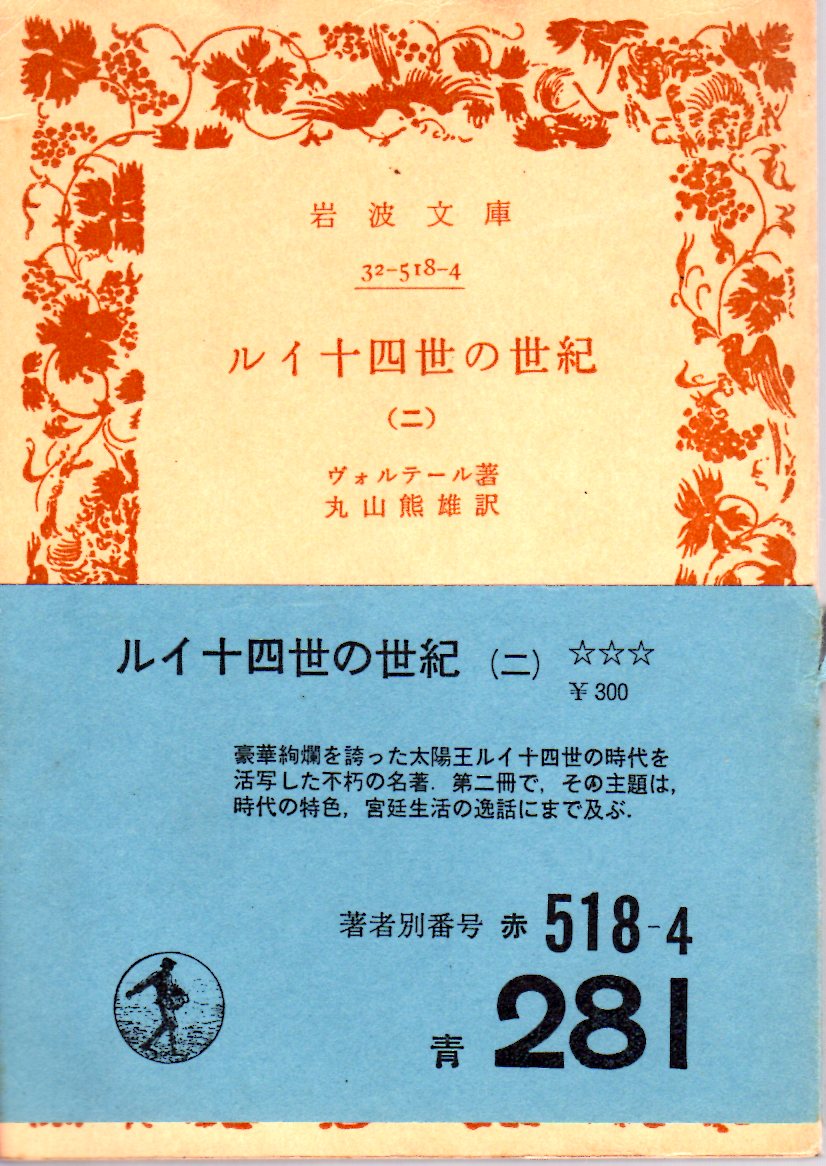 岩波文庫
32-518-4
ルイ十四世の世紀
(二)
ヴォルテール著
丸山熊雄訳
ルイ十四世の世紀 (二) ☆☆☆
¥300
豪華絢爛を誇った太陽王ルイ十四世の時代を
活写した不朽の名著. 第二冊で, その主題は,
時代の特色, 宮廷生活の逸話にまで及ぶ.
著者別番号 赤 518-4
青 281